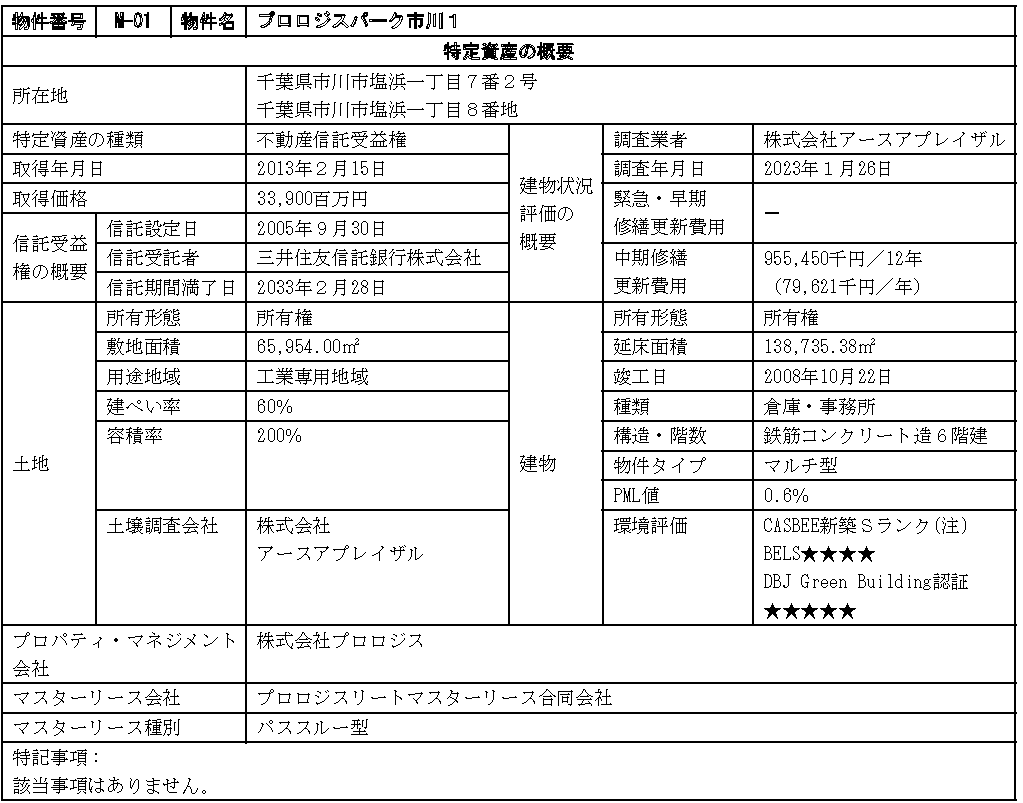 物件番号 M-01 物件名 プロロジスパーク市川1
特定資産の概要
所在地
千葉県市川市塩浜一丁目7番2号
千葉県市川市塩浜一丁目8番地
特定資産の種類 不動産信託受益権
取得年月日 2013年2月15日
取得価格 33,900百万円
信託受益
権の概要
信託設定日 2005年9月30日
信託受託者 三井住友信託銀行株式会社
信託期間満了日 2033年2月28日
建物状況
評価の
概要
調査業者 株式会社アースアプレイザル
調査年月日 2023年1月26日
緊急・早期
修繕更新費用
－
中期修繕
更新費用
955,450千円／12年
（79,621千円／年）
土地
所有形態 所有権
敷地面積 65,954.00㎡
用途地域 工業専用地域
建ぺい率 60%
容積率 200%
土壌調査会社
株式会社
アースアプレイザル
建物
所有形態 所有権
延床面積 138,735.38㎡
竣工日 2008年10月22日
種類 倉庫・事務所
構造・階数 鉄筋コンクリート造6階建
物件タイプ マルチ型
PML値 0.6%
環境評価
CASBEE新築Ｓランク(注)
BELS★★★★
DBJ Green Building認証
★★★★★
プロパティ・マネジメント
会社
株式会社プロロジス
マスターリース会社 プロロジスリートマスターリース合同会社
マスターリース種別 パススルー型
特記事項：
該当事項はありません。